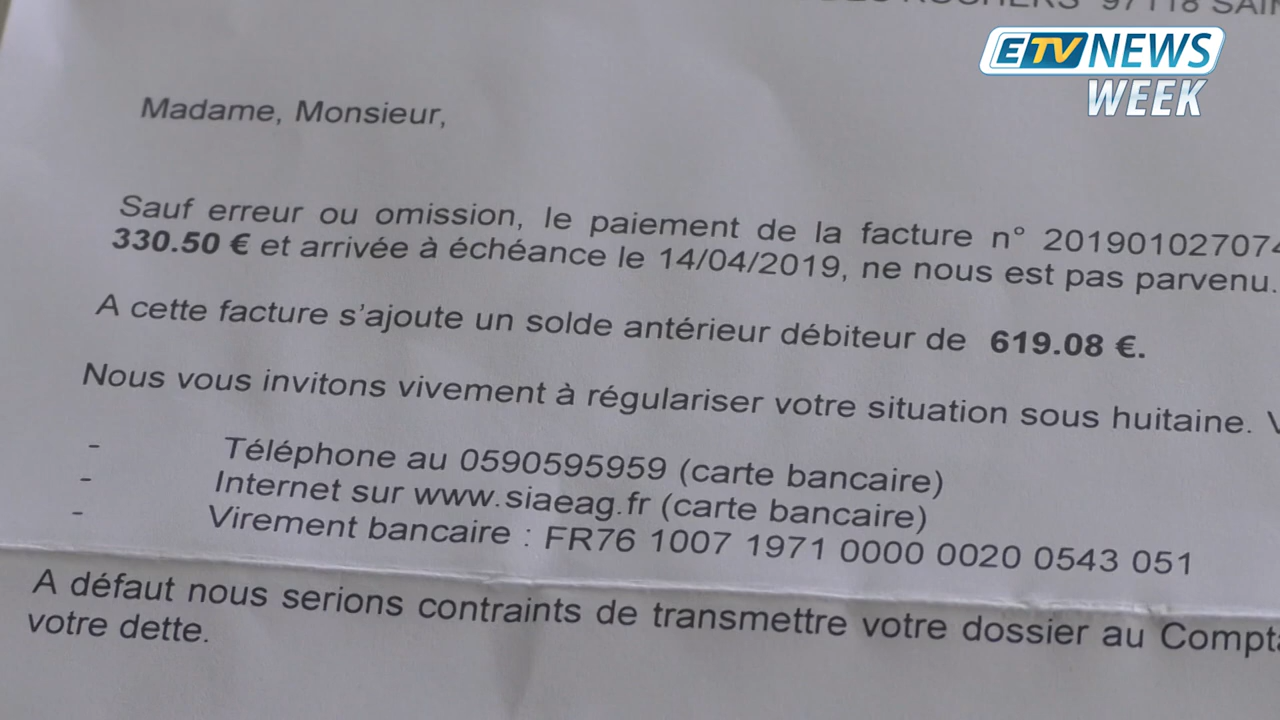 97118 SAIN
ETV NEWS
WEEK
Madame, Monsieur,
Sauf erreur ou omission, le paiement de la facture n° 201901027074
330.50 € et arrivée à échéance le 14/04/2019, ne nous est pas parvenu.
A cette facture s'ajoute un solde antérieur débiteur de 619.08 €.
Nous vous invitons vivement à régulariser votre situation sous huitaine. V
- Téléphone au 0590595959 (carte bancaire)
- Internet sur www.siaeag.fr (carte bancaire)
- Virement bancaire : FR76 1007 1971 0000 0020 0543 051
A défaut nous serions contraints de transmettre votre dossier au Compta
votre dette.